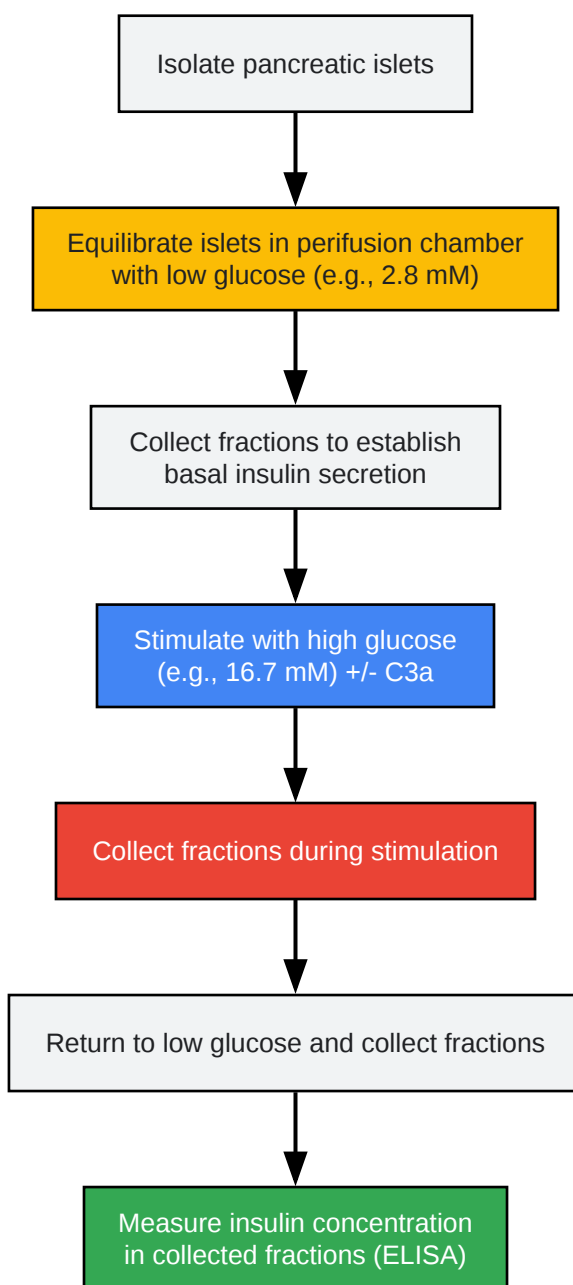 Isolate pancreatic islets
Equilibrate islets in perifusion chamber
with low glucose (e.g., 2.8 mM)
Collect fractions to establish
basal insulin secretion
Stimulate with high glucose
(e.g., 16.7 mM) +/- C3a
Collect fractions during stimulation
Return to low glucose and collect fractions
Measure insulin concentration
in collected fractions (ELISA)